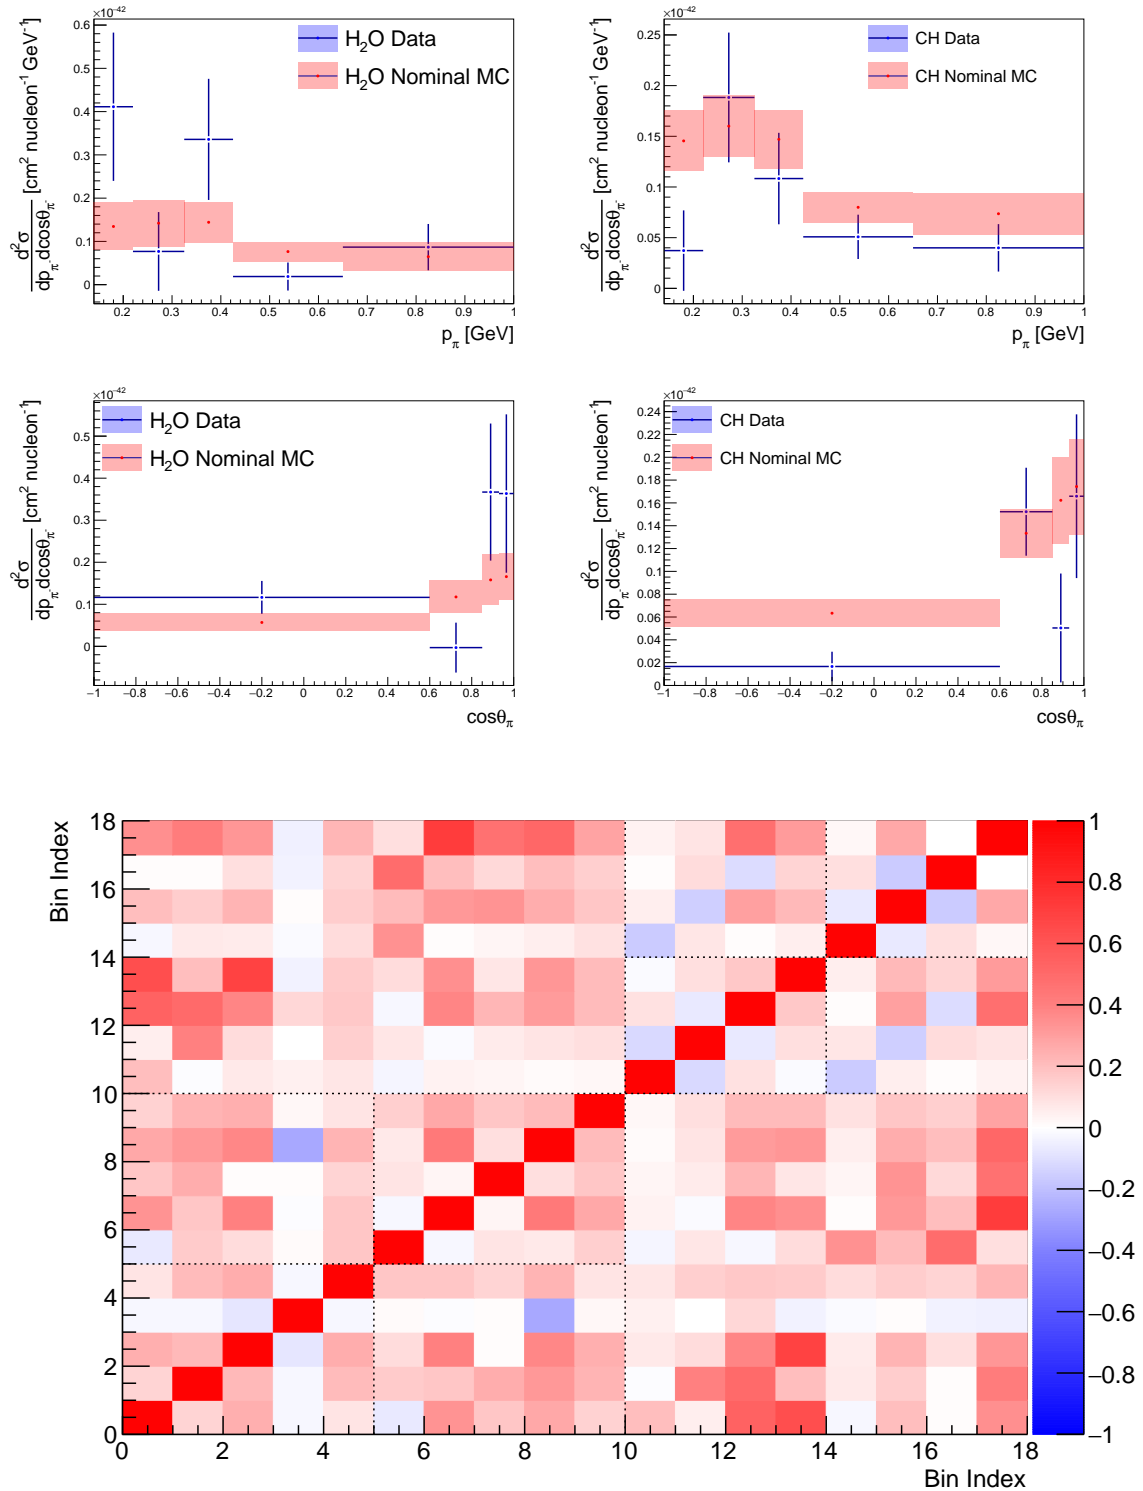 ×10⁻⁴²
0.6
0.5
0.4
0.3
0.2
0.1
0
0.2 0.3 0.4 0.5 0.6 0.7 0.8 0.9 1
H₂O Data
H₂O Nominal MC
d²σ
dp_π⁻ dcosθ_π⁻ [cm² nucleon⁻¹ GeV⁻¹]
p_π [GeV]
×10⁻⁴²
0.25
0.2
0.15
0.1
0.05
0
0.2 0.3 0.4 0.5 0.6 0.7 0.8 0.9 1
CH Data
CH Nominal MC
d²σ
dp_π⁻ dcosθ_π⁻ [cm² nucleon⁻¹ GeV⁻¹]
p_π [GeV]
×10⁻⁴²
0.5
0.4
0.3
0.2
0.1
0
−1 −0.8 −0.6 −0.4 −0.2 0 0.2 0.4 0.6 0.8 1
H₂O Data
H₂O Nominal MC
d²σ
dp_π⁻ dcosθ_π⁻ [cm² nucleon⁻¹]
cosθ_π
×10⁻⁴²
0.24
0.22
0.2
0.18
0.16
0.14
0.12
0.1
0.08
0.06
0.04
0.02
0
−1 −0.8 −0.6 −0.4 −0.2 0 0.2 0.4 0.6 0.8 1
CH Data
CH Nominal MC
d²σ
dp_π⁻ dcosθ_π⁻ [cm² nucleon⁻¹]
cosθ_π
Bin Index
18
16
14
12
10
8
6
4
2
0
0 2 4 6 8 10 12 14 16 18
Bin Index
1
0.8
0.6
0.4
0.2
0
−0.2
−0.4
−0.6
−0.8
−1